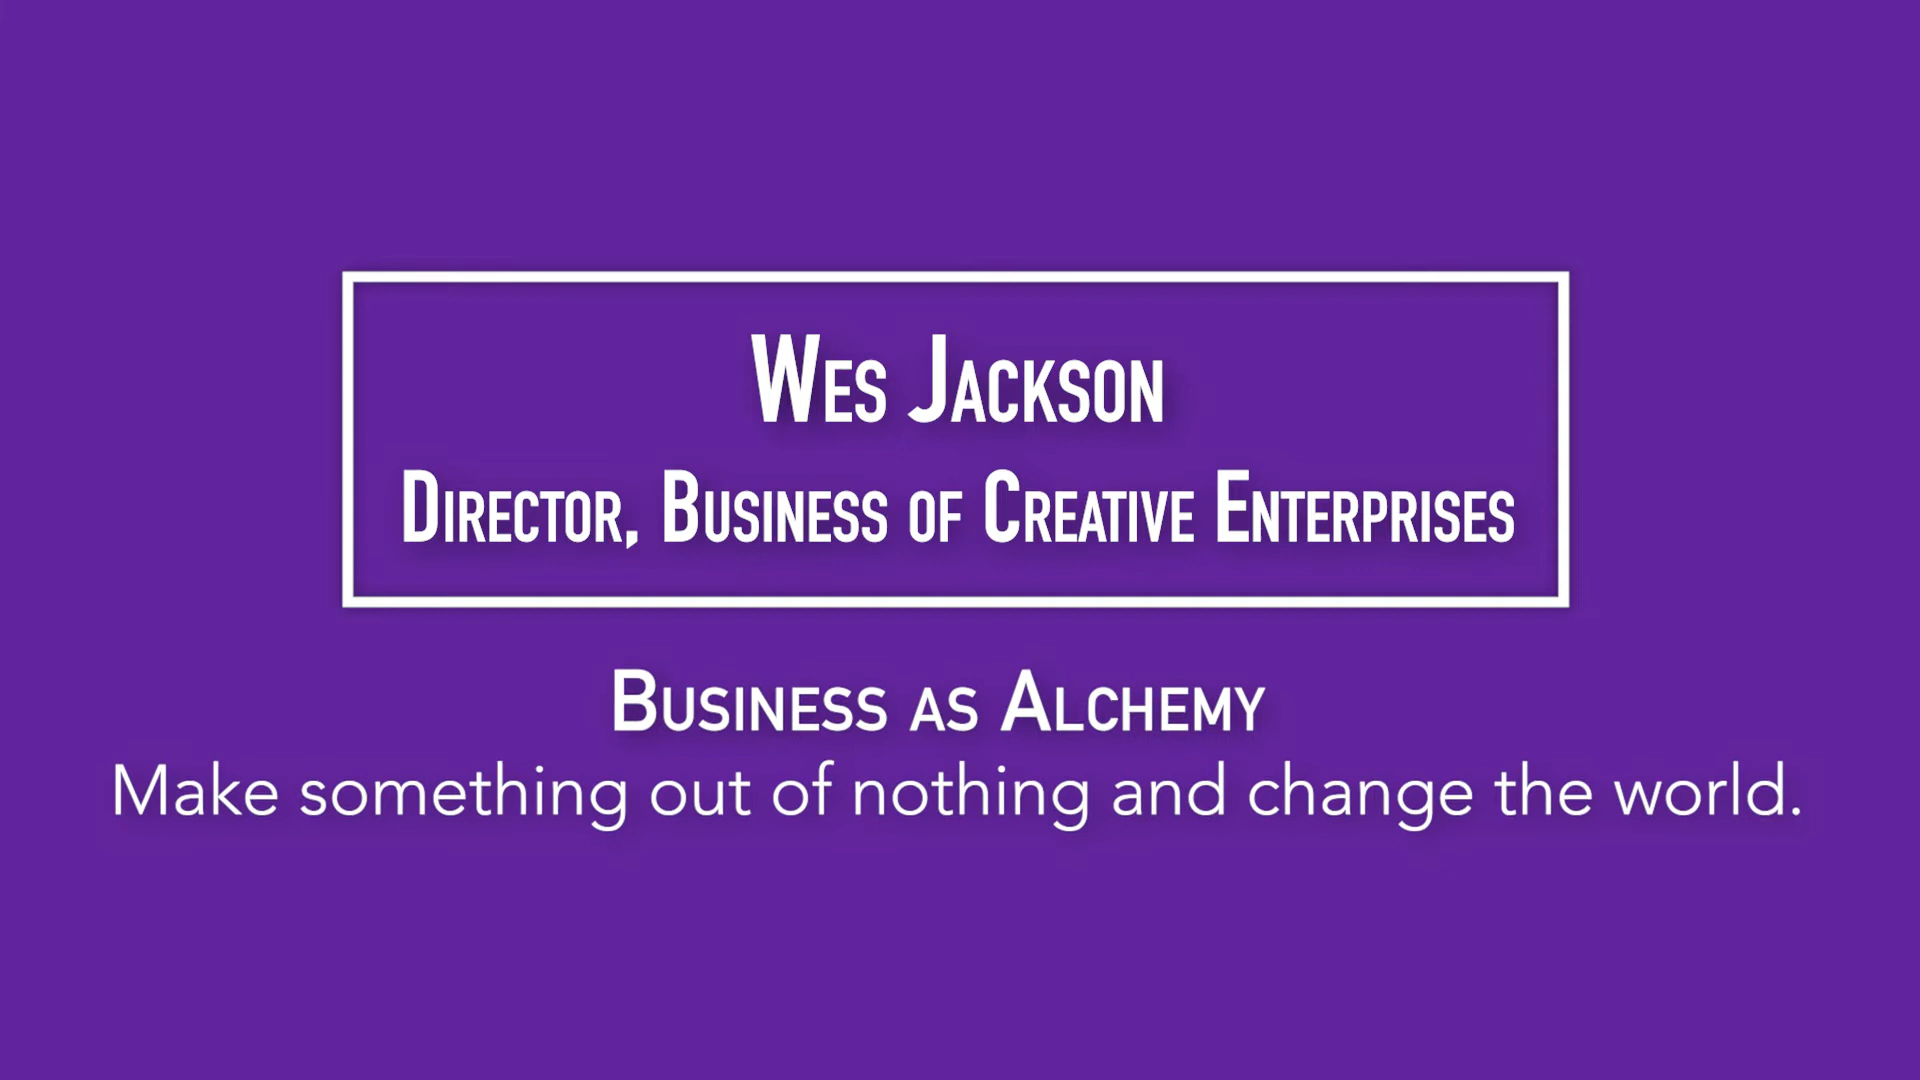 Wes Jackson
Director, Business of Creative Enterprises
Business as Alchemy
Make something out of nothing and change the world.